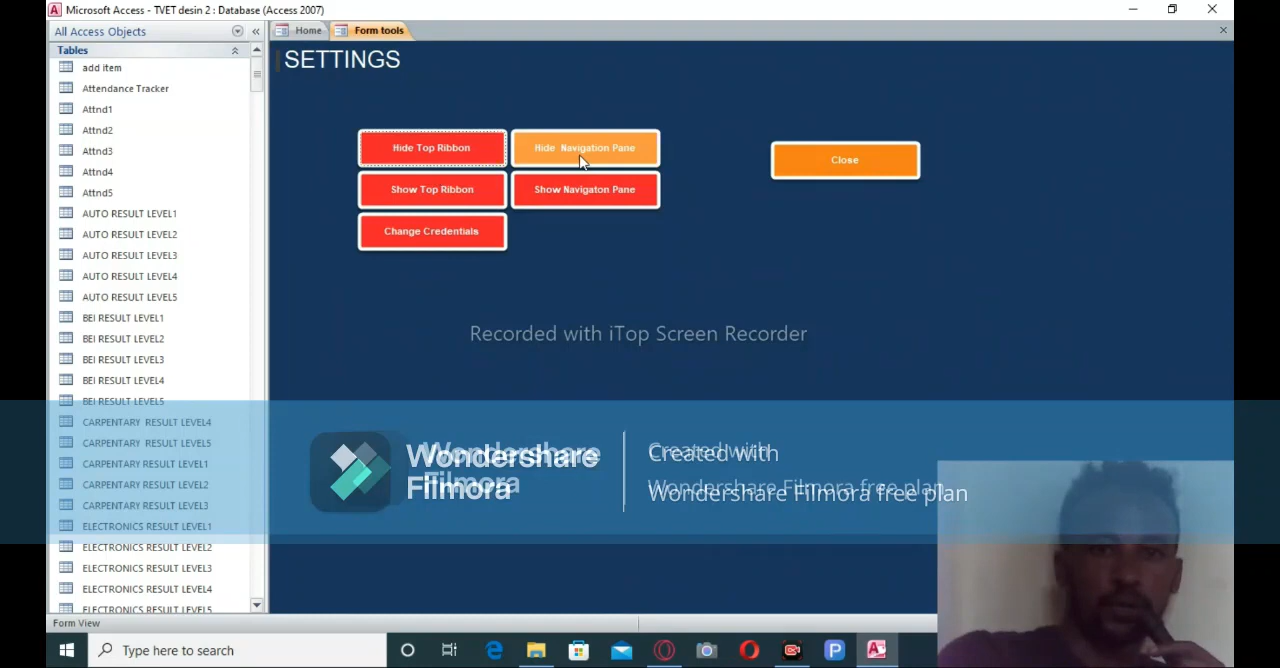 Microsoft Access - TVET desin 2 : Database (Access 2007)
All Access Objects
Home
Form tools
Tables
SETTINGS
add item
Attendance Tracker
Attnd1
Attnd2
Attnd3
Attnd4
Attnd5
AUTO RESULT LEVEL1
AUTO RESULT LEVEL2
AUTO RESULT LEVEL3
AUTO RESULT LEVEL4
AUTO RESULT LEVEL5
BEI RESULT LEVEL1
BEI RESULT LEVEL2
BEI RESULT LEVEL3
BEI RESULT LEVEL4
BEI RESULT LEVEL5
CARPENTARY RESULT LEVEL4
CARPENTARY RESULT LEVEL5
CARPENTARY RESULT LEVEL1
CARPENTARY RESULT LEVEL2
CARPENTARY RESULT LEVEL3
ELECTRONICS RESULT LEVEL1
ELECTRONICS RESULT LEVEL2
ELECTRONICS RESULT LEVEL3
ELECTRONICS RESULT LEVEL4
ELECTRONICS RESULT LEVEL5
Hide Top Ribbon
Hide Navigation Pane
Close
Show Top Ribbon
Show Navigaton Pane
Change Credentials
Recorded with iTop Screen Recorder
Wondershare
Filmora
Created with
Wondershare Filmora free plan
Form View
Type here to search